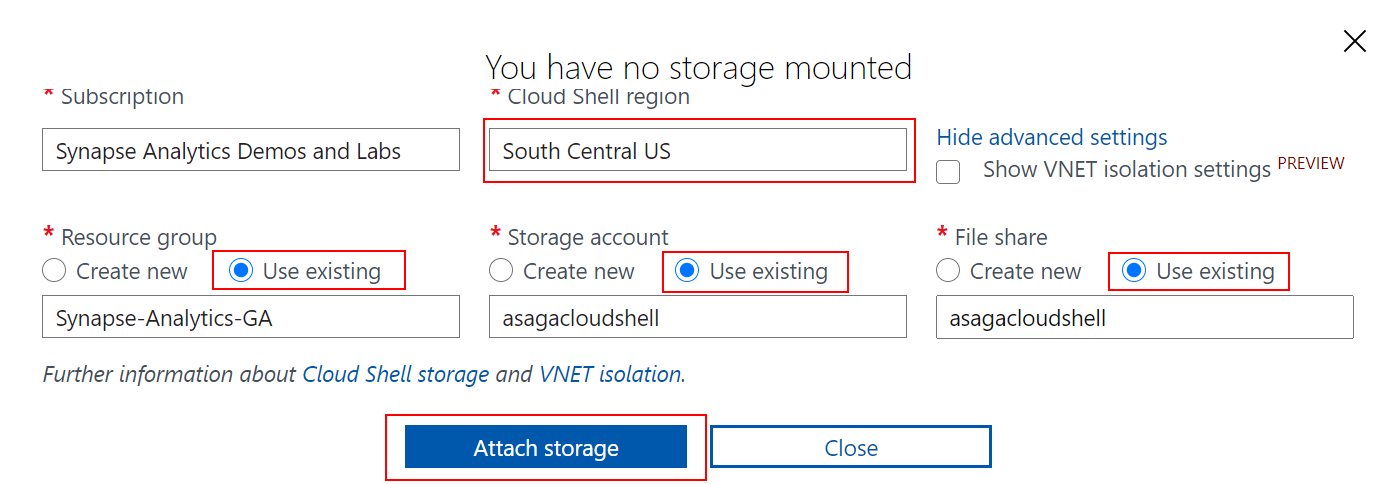 You have no storage mounted
* Subscription
* Cloud Shell region
Synapse Analytics Demos and Labs
South Central US
Hide advanced settings
Show VNET isolation settings PREVIEW
* Resource group
* Storage account
* File share
Create new Use existing
Create new Use existing
Create new Use existing
Synapse-Analytics-GA
asagacloudshell
asagacloudshell
Further information about Cloud Shell storage and VNET isolation.
Attach storage
Close